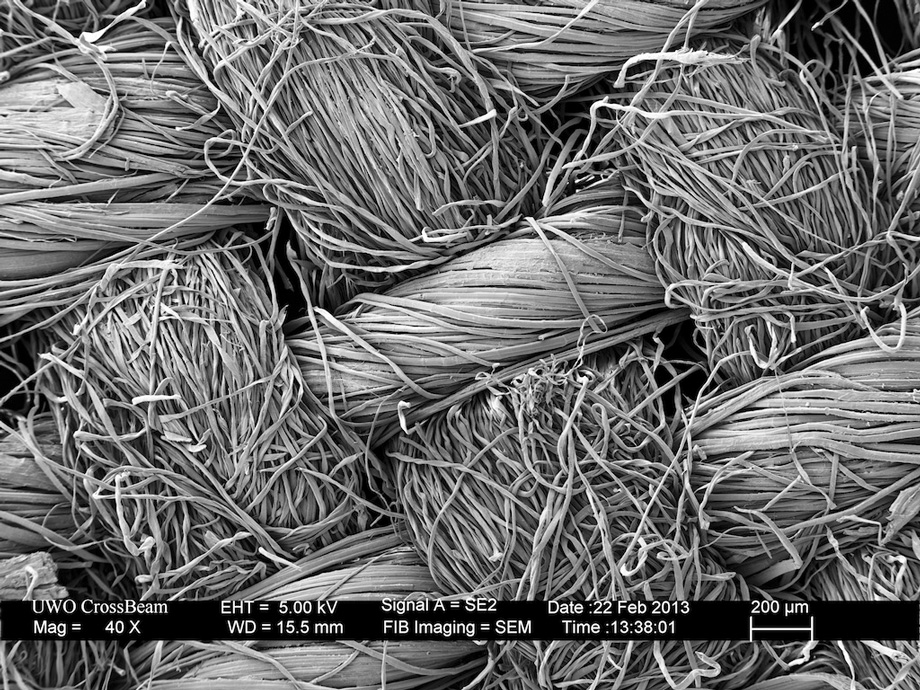 UWO CrossBeam EHT = 5.00 kV Signal A = SE2 Date :22 Feb 2013 200 µm
Mag = 40 X WD = 15.5 mm FIB Imaging = SEM Time :13:38:01